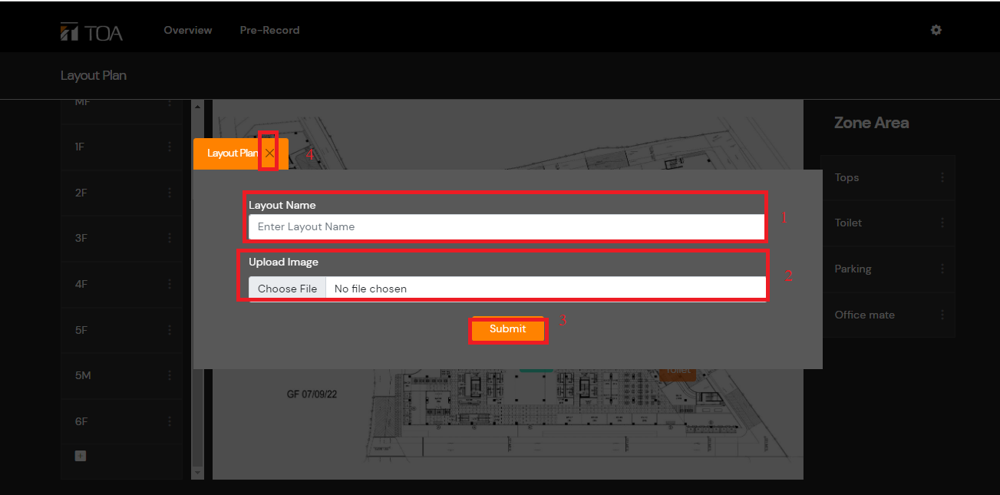 TOA
Overview
Pre-Record
Layout Plan
MF
1F
2F
3F
4F
5F
5M
6F
Layout Plan
4
Layout Name
Enter Layout Name
1
Upload Image
Choose File
No file chosen
2
Submit
3
Toilet
GF 07/09/22
Zone Area
Tops
Toilet
Parking
Office mate